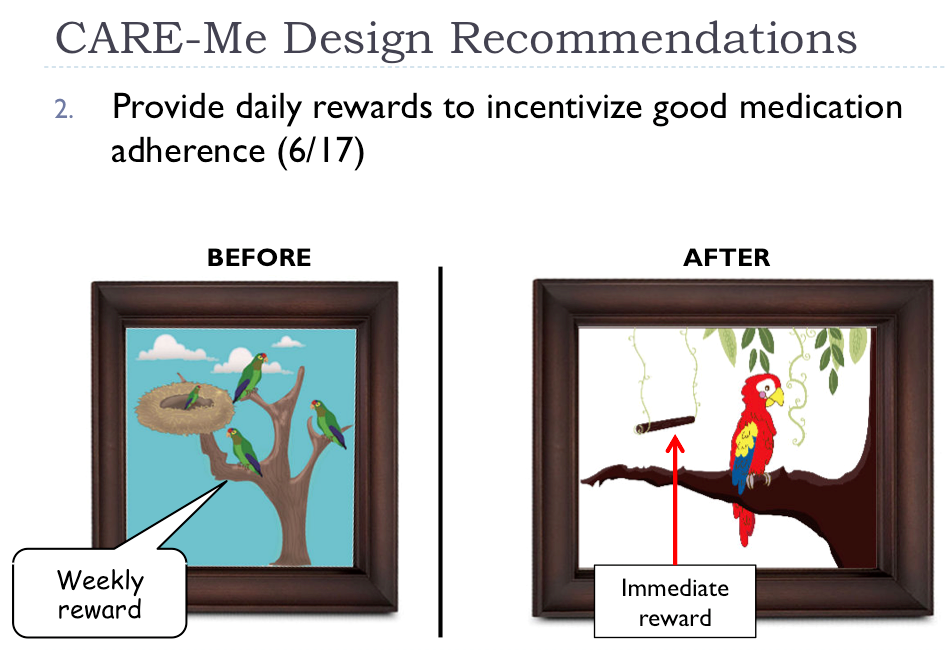 CARE-Me Design Recommendations
2. Provide daily rewards to incentivize good medication
adherence (6/17)
BEFORE
AFTER
Weekly
reward
Immediate
reward